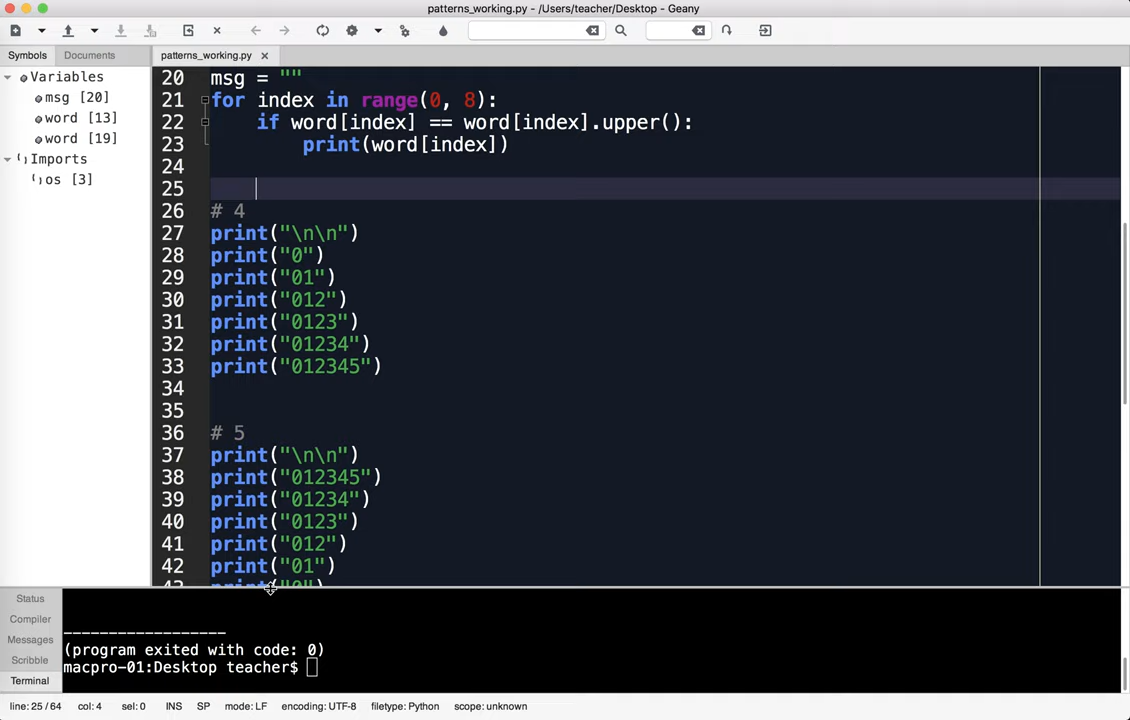 patterns_working.py - /Users/teacher/Desktop - Geany
Symbols Documents patterns_working.py
Variables
msg [20]
word [13]
word [19]
Imports
os [3]
20 msg = ""
21 for index in range(0, 8):
22 if word[index] == word[index].upper():
23 print(word[index])
24
25
26 # 4
27 print("\n\n")
28 print("0")
29 print("01")
30 print("012")
31 print("0123")
32 print("01234")
33 print("012345")
34
35
36 # 5
37 print("\n\n")
38 print("012345")
39 print("01234")
40 print("0123")
41 print("012")
42 print("01")
43 print("0")
Status
Compiler
Messages
Scribble
Terminal
------------------
(program exited with code: 0)
macpro-01:Desktop teacher$
line: 25 / 64 col: 4 sel: 0 INS SP mode: LF encoding: UTF-8 filetype: Python scope: unknown